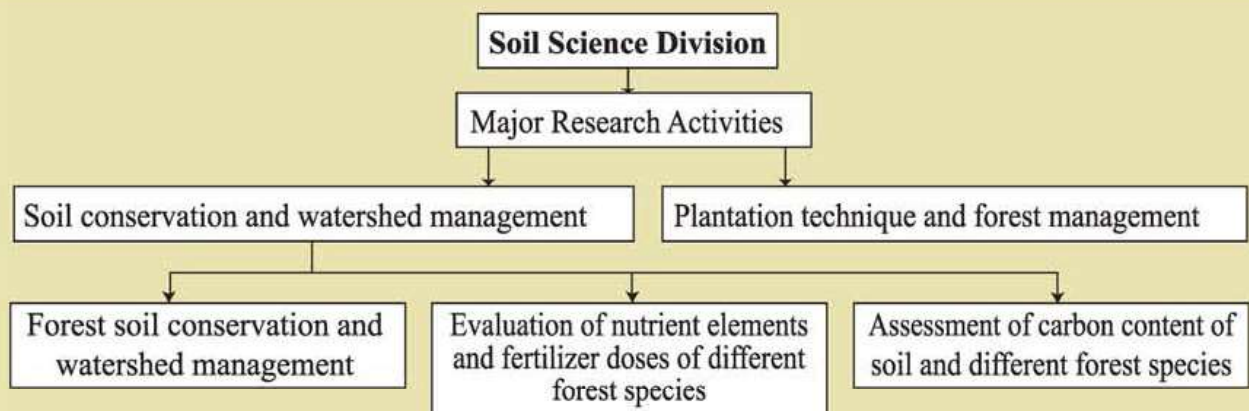 Soil Science Division
Major Research Activities
Soil conservation and watershed management
Plantation technique and forest management
Forest soil conservation and
watershed management
Evaluation of nutrient elements
and fertilizer doses of different
forest species
Assessment of carbon content of
soil and different forest species